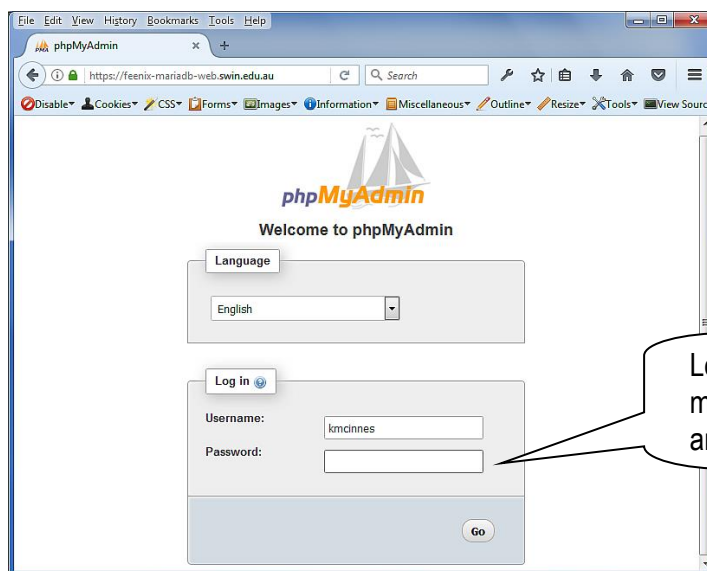 File Edit View History Bookmarks Tools Help
phpMyAdmin
https://feenix-mariadb-web.swin.edu.au Search
Disable Cookies CSS Forms Images Information Miscellaneous Outline Resize Tools View Sourc
phpMyAdmin
Welcome to phpMyAdmin
Language
English
Log in
Username: kmcinnes
Password:
Go